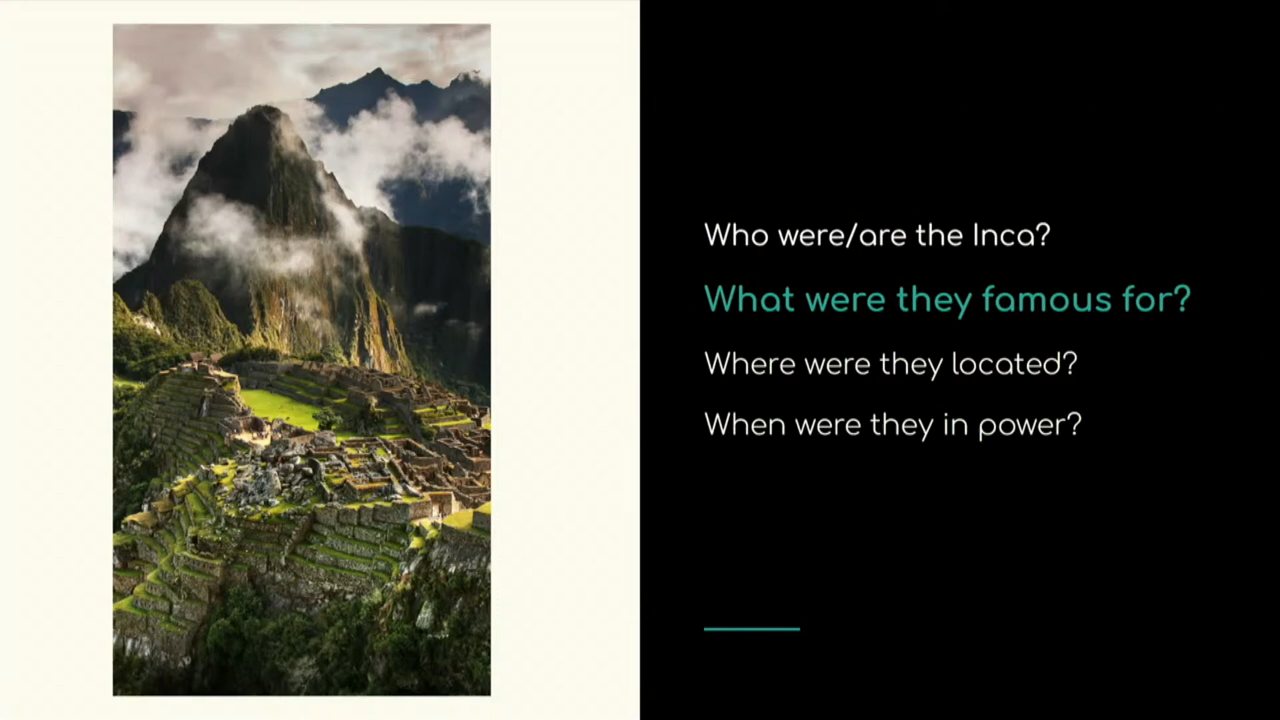 Who were/are the Inca?
What were they famous for?
Where were they located?
When were they in power?